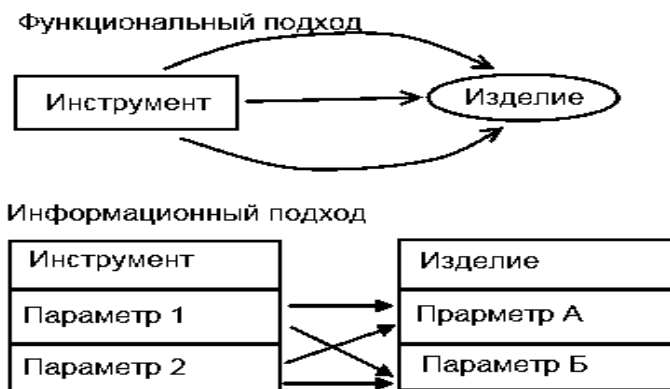 Функциональный подход
Инструмент
Изделие
Информационный подход
Инструмент
Изделие
Параметр 1
Прарметр А
Параметр 2
Параметр Б